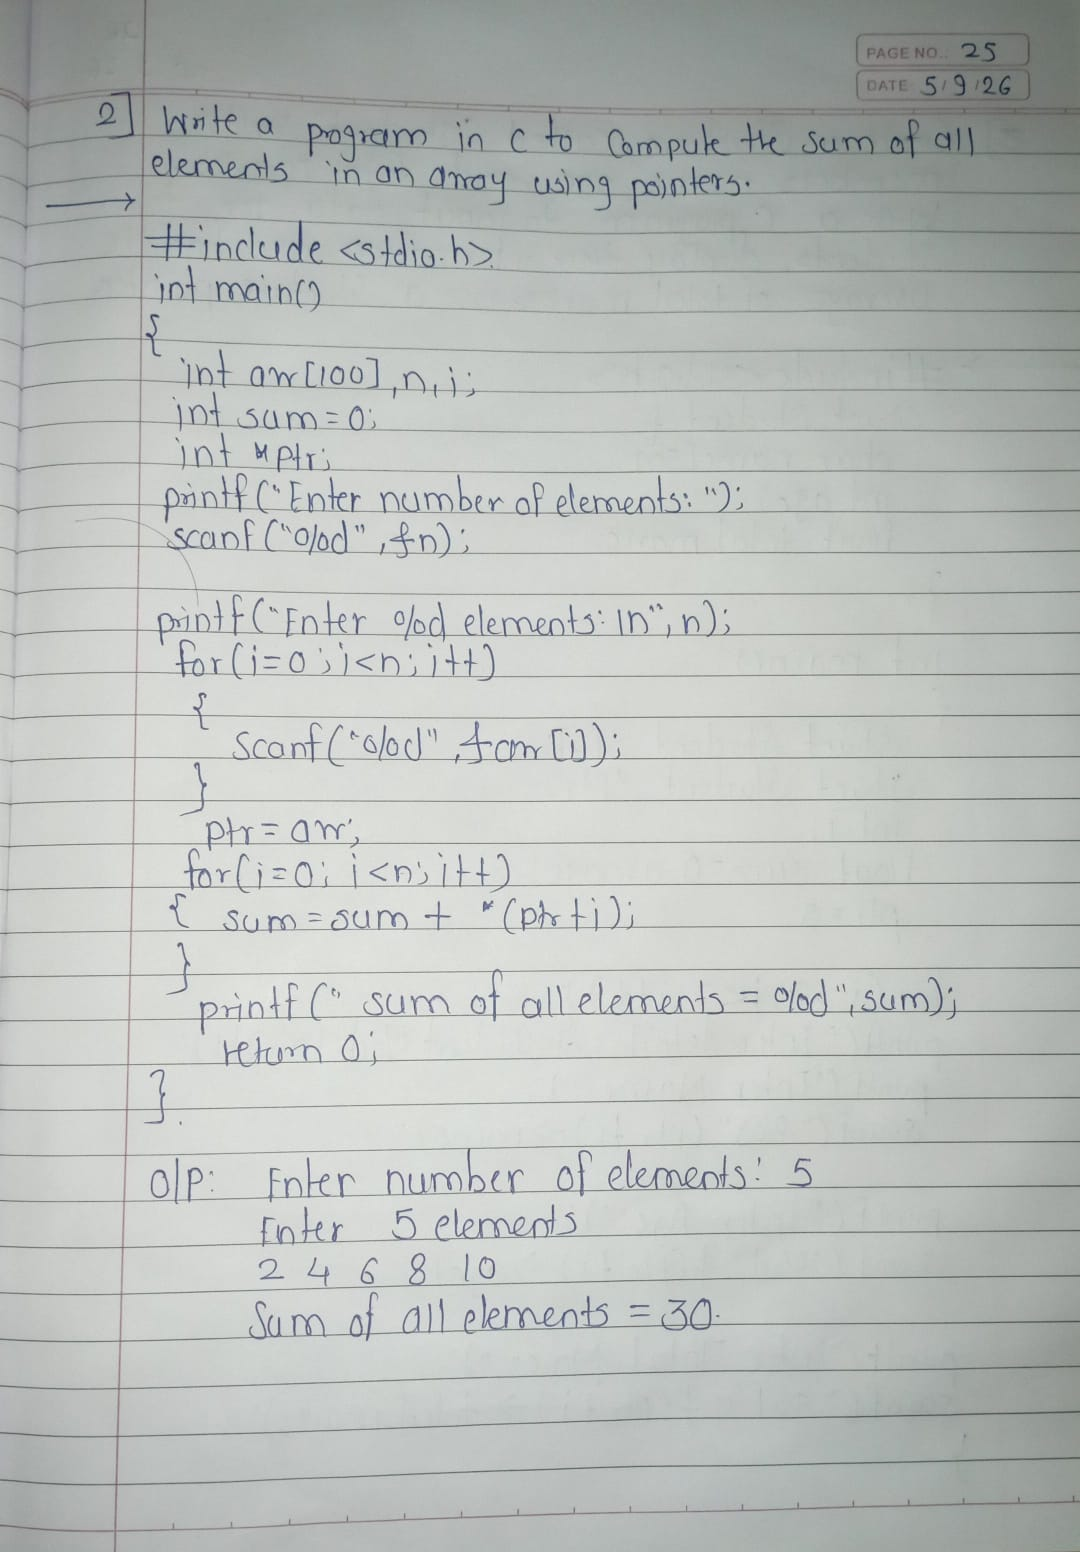 PAGE NO.: 25
DATE: 5/9/26
2] Write a program in c to Compute the sum of all
elements in an array using pointers.
→
#include <stdio.h>
int main()
{
int arr[100],n,i;
int sum=0;
int *ptr;
printf("Enter number of elements: ");
scanf("%d",&n);
printf("Enter %d elements: \n",n);
for(i=0;i<n;i++)
{
scanf("%d",&arr[i]);
}
ptr=arr;
for(i=0; i<n;i++)
{ sum=sum + *(ptr+i);
}
printf(" sum of all elements = %d",sum);
return 0;
}.
O/P: Enter number of elements: 5
Enter 5 elements
2 4 6 8 10
Sum of all elements = 30.